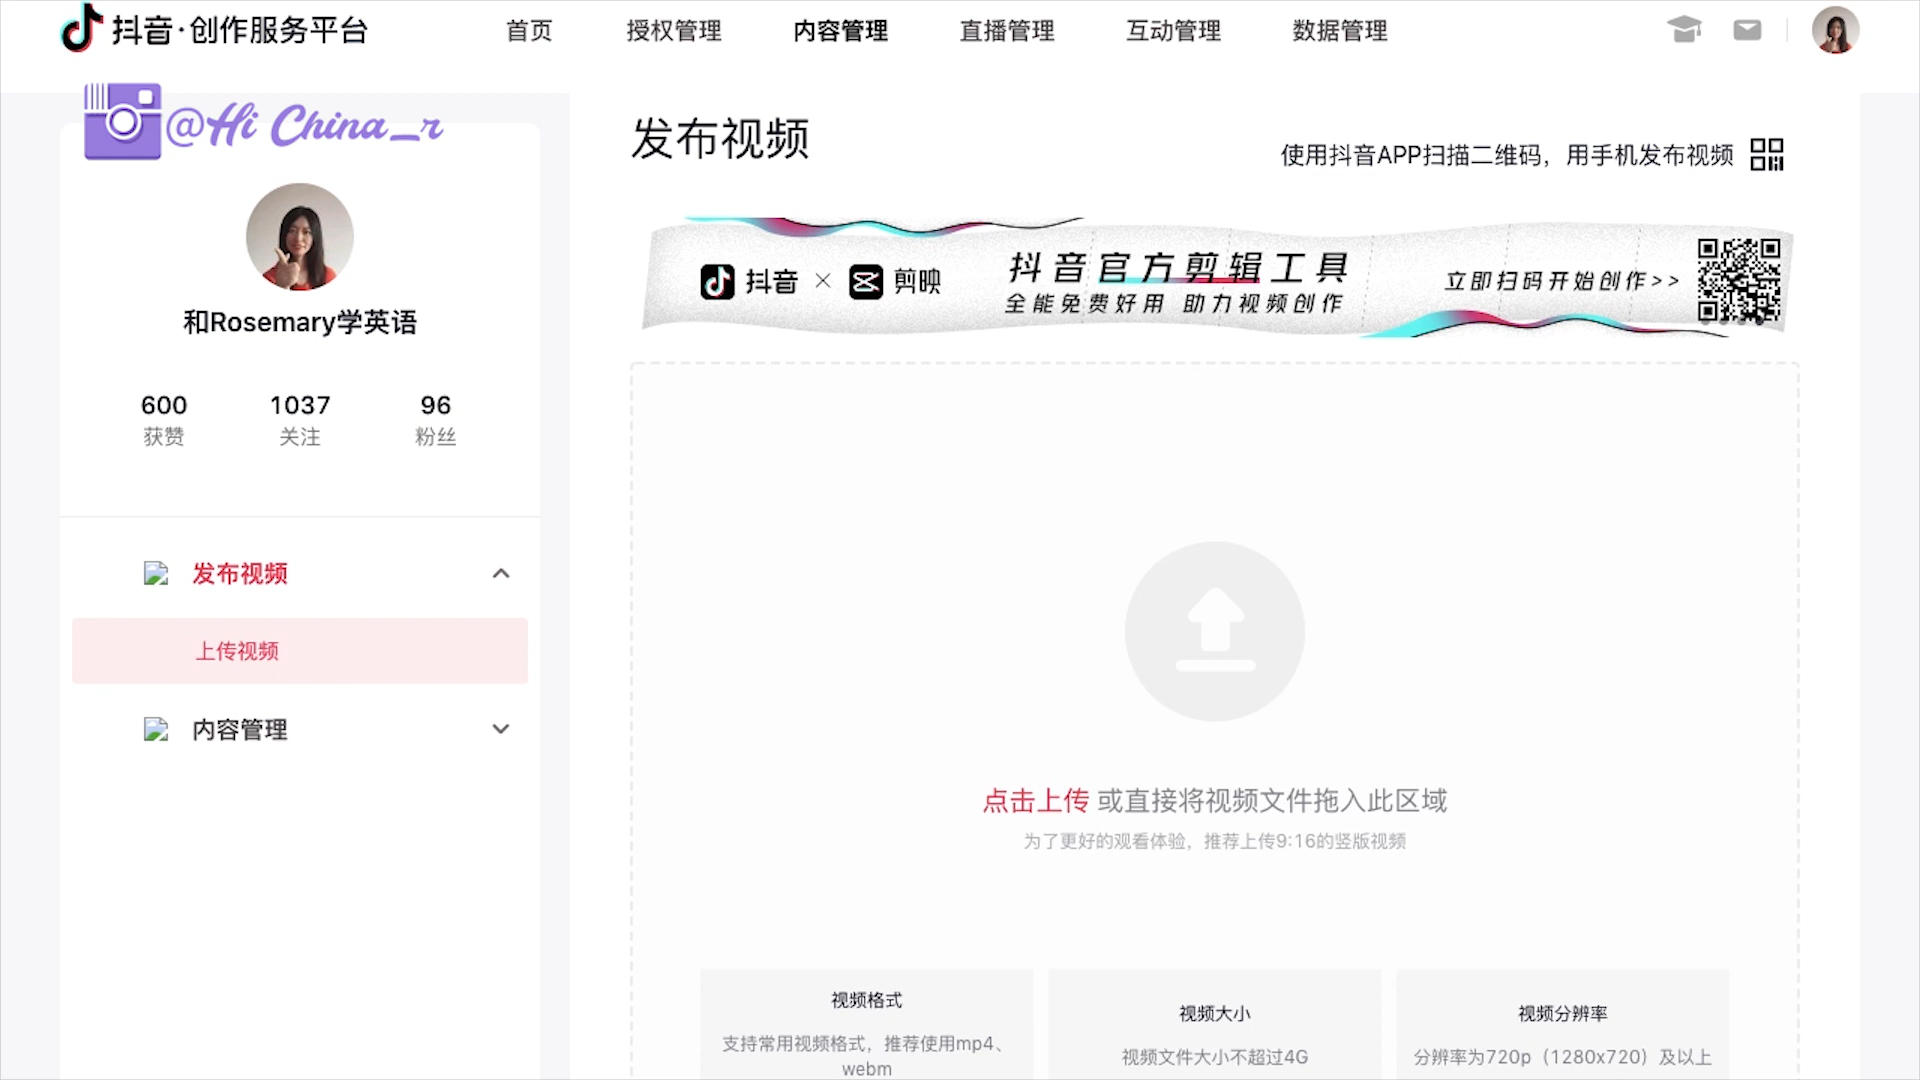 抖音·创作服务平台
首页 授权管理 内容管理 直播管理 互动管理 数据管理
@Hi China_r
和Rosemary学英语
600 1037 96
获赞 关注 粉丝
发布视频
上传视频
内容管理
发布视频
使用抖音APP扫描二维码，用手机发布视频
抖音 × 剪映
抖音官方剪辑工具
全能免费好用 助力视频创作
立即扫码开始创作>>
点击上传 或直接将视频文件拖入此区域
为了更好的观看体验，推荐上传9:16的竖版视频
视频格式
支持常用视频格式，推荐使用mp4、
webm
视频大小
视频文件大小不超过4G
视频分辨率
分辨率为720p（1280x720）及以上